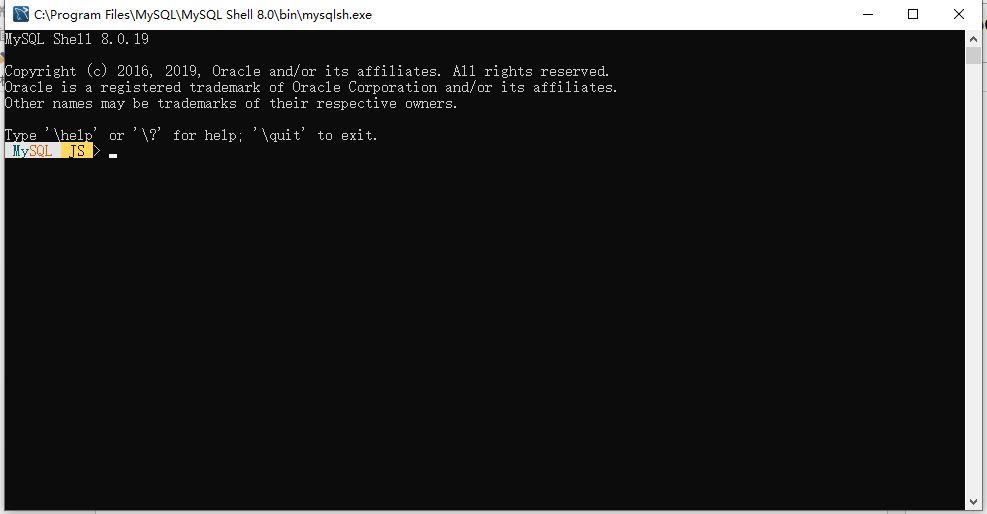 C:\Program Files\MySQL\MySQL Shell 8.0\bin\mysqlsh.exe
MySQL Shell 8.0.19
Copyright (c) 2016, 2019, Oracle and/or its affiliates. All rights reserved.
Oracle is a registered trademark of Oracle Corporation and/or its affiliates.
Other names may be trademarks of their respective owners.
Type '\help' or '\?' for help; '\quit' to exit.
MySQL JS >